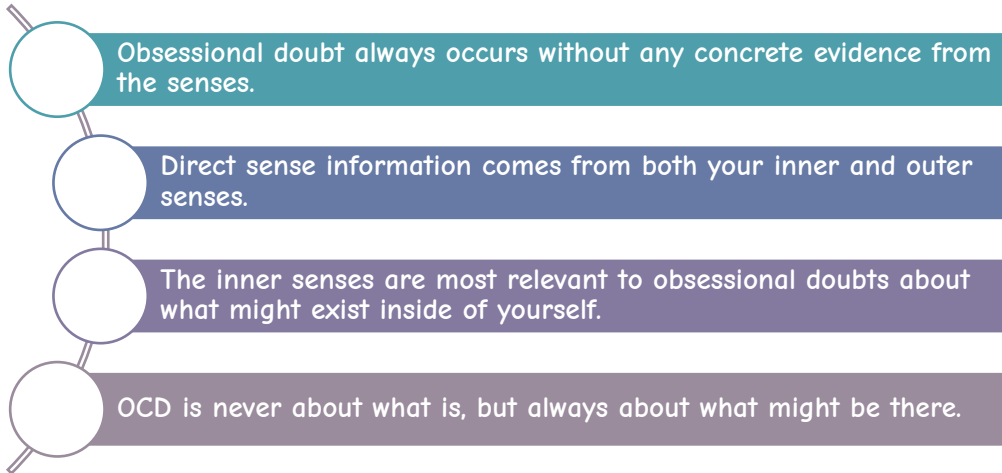 Obsessional doubt always occurs without any concrete evidence from
the senses.
Direct sense information comes from both your inner and outer
senses.
The inner senses are most relevant to obsessional doubts about
what might exist inside of yourself.
OCD is never about what is, but always about what might be there.